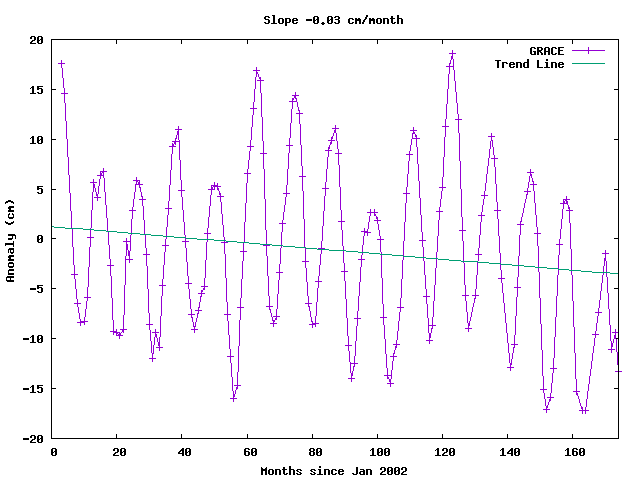 Slope -0.03 cm/month
GRACE
Trend Line
20
15
10
5
0
-5
-10
-15
-20
Anomaly (cm)
0 20 40 60 80 100 120 140 160
Months since Jan 2002